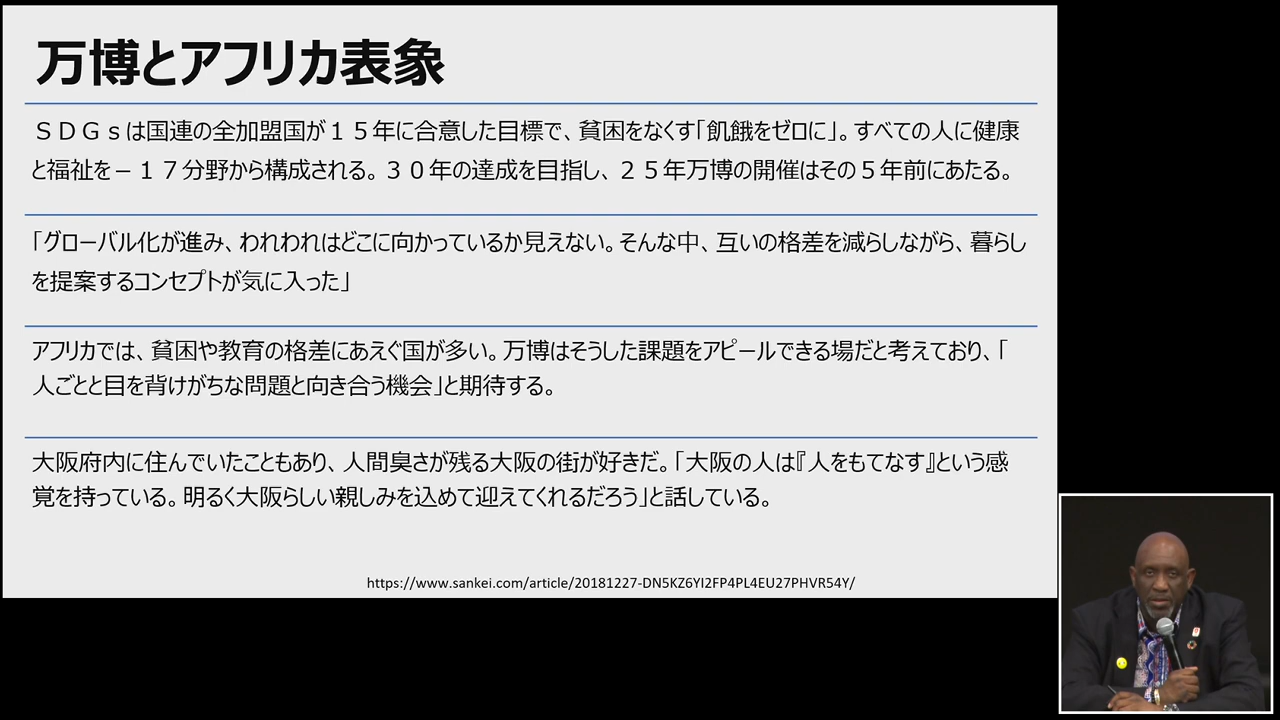 万博とアフリカ表象
ＳＤＧｓは国連の全加盟国が１５年に合意した目標で、貧困をなくす「飢餓をゼロに」。すべての人に健康
と福祉を－１７分野から構成される。３０年の達成を目指し、２５年万博の開催はその５年前にあたる。
「グローバル化が進み、われわれはどこに向かっているか見えない。そんな中、互いの格差を減らしながら、暮らし
を提案するコンセプトが気に入った」
アフリカでは、貧困や教育の格差にあえぐ国が多い。万博はそうした課題をアピールできる場だと考えており、「
人ごとと目を背けがちな問題と向き合う機会」と期待する。
大阪府内に住んでいたこともあり、人間臭さが残る大阪の街が好きだ。「大阪の人は『人をもてなす』という感
覚を持っている。明るく大阪らしい親しみを込めて迎えてくれるだろう」と話している。
https://www.sankei.com/article/20181227-DN5KZ6YI2FP4PL4EU27PHVR54Y/